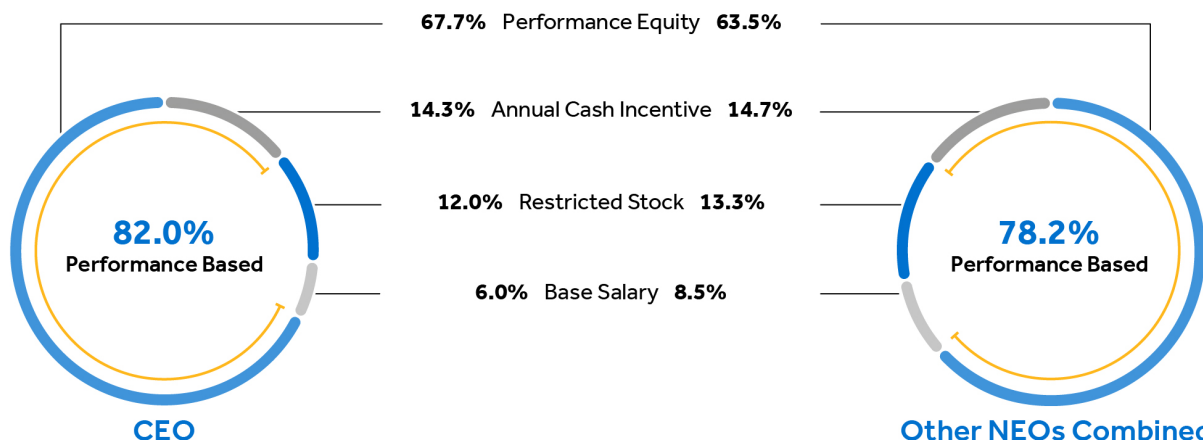 67.7% Performance Equity 63.5%
14.3% Annual Cash Incentive 14.7%
12.0% Restricted Stock 13.3%
82.0%
Performance Based
78.2%
Performance Based
6.0% Base Salary 8.5%
CEO
Other NEOs Combined